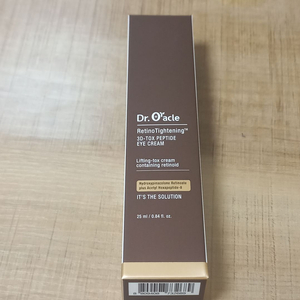 Dr. Oracle
RetinoTightening™
3D-TOX PEPTIDE
EYE CREAM
Lifting-tox cream
containing retinoid
Hydroxypinacolone Retinoate
plus Acetyl Hexapeptide-8
IT'S THE SOLUTION
25 ml / 0.84 fl. oz.